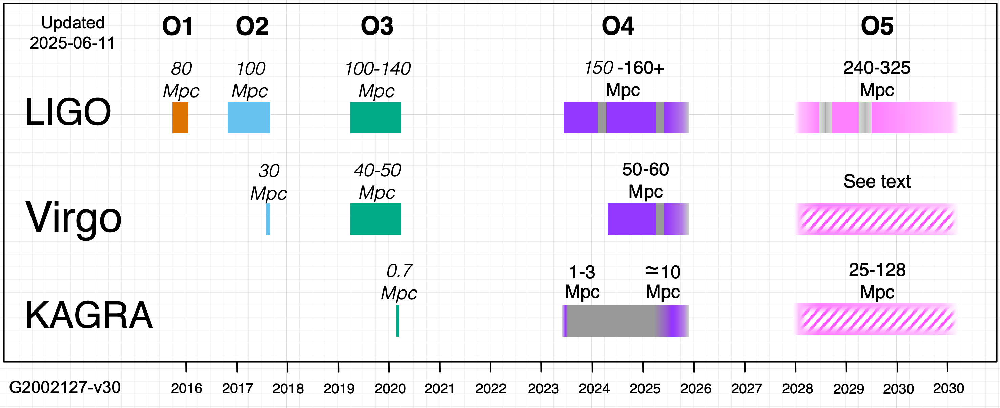 Updated
2025-06-11
O1
O2
O3
O4
O5
LIGO
80
Mpc
100
Mpc
100-140
Mpc
150 -160+
Mpc
240-325
Mpc
Virgo
30
Mpc
40-50
Mpc
50-60
Mpc
See text
KAGRA
0.7
Mpc
1-3
Mpc
≃10
Mpc
25-128
Mpc
G2002127-v30
2016
2017
2018
2019
2020
2021
2022
2023
2024
2025
2026
2027
2028
2029
2030
2030